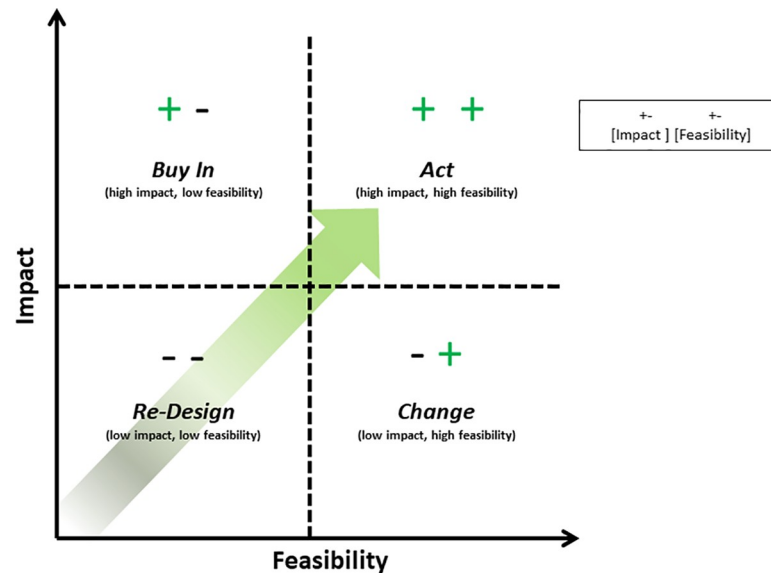 + -
Buy In
(high impact, low feasibility)
+ +
Act
(high impact, high feasibility)
+- +-
[Impact ] [Feasibility]
Impact
- -
Re-Design
(low impact, low feasibility)
- +
Change
(low impact, high feasibility)
Feasibility